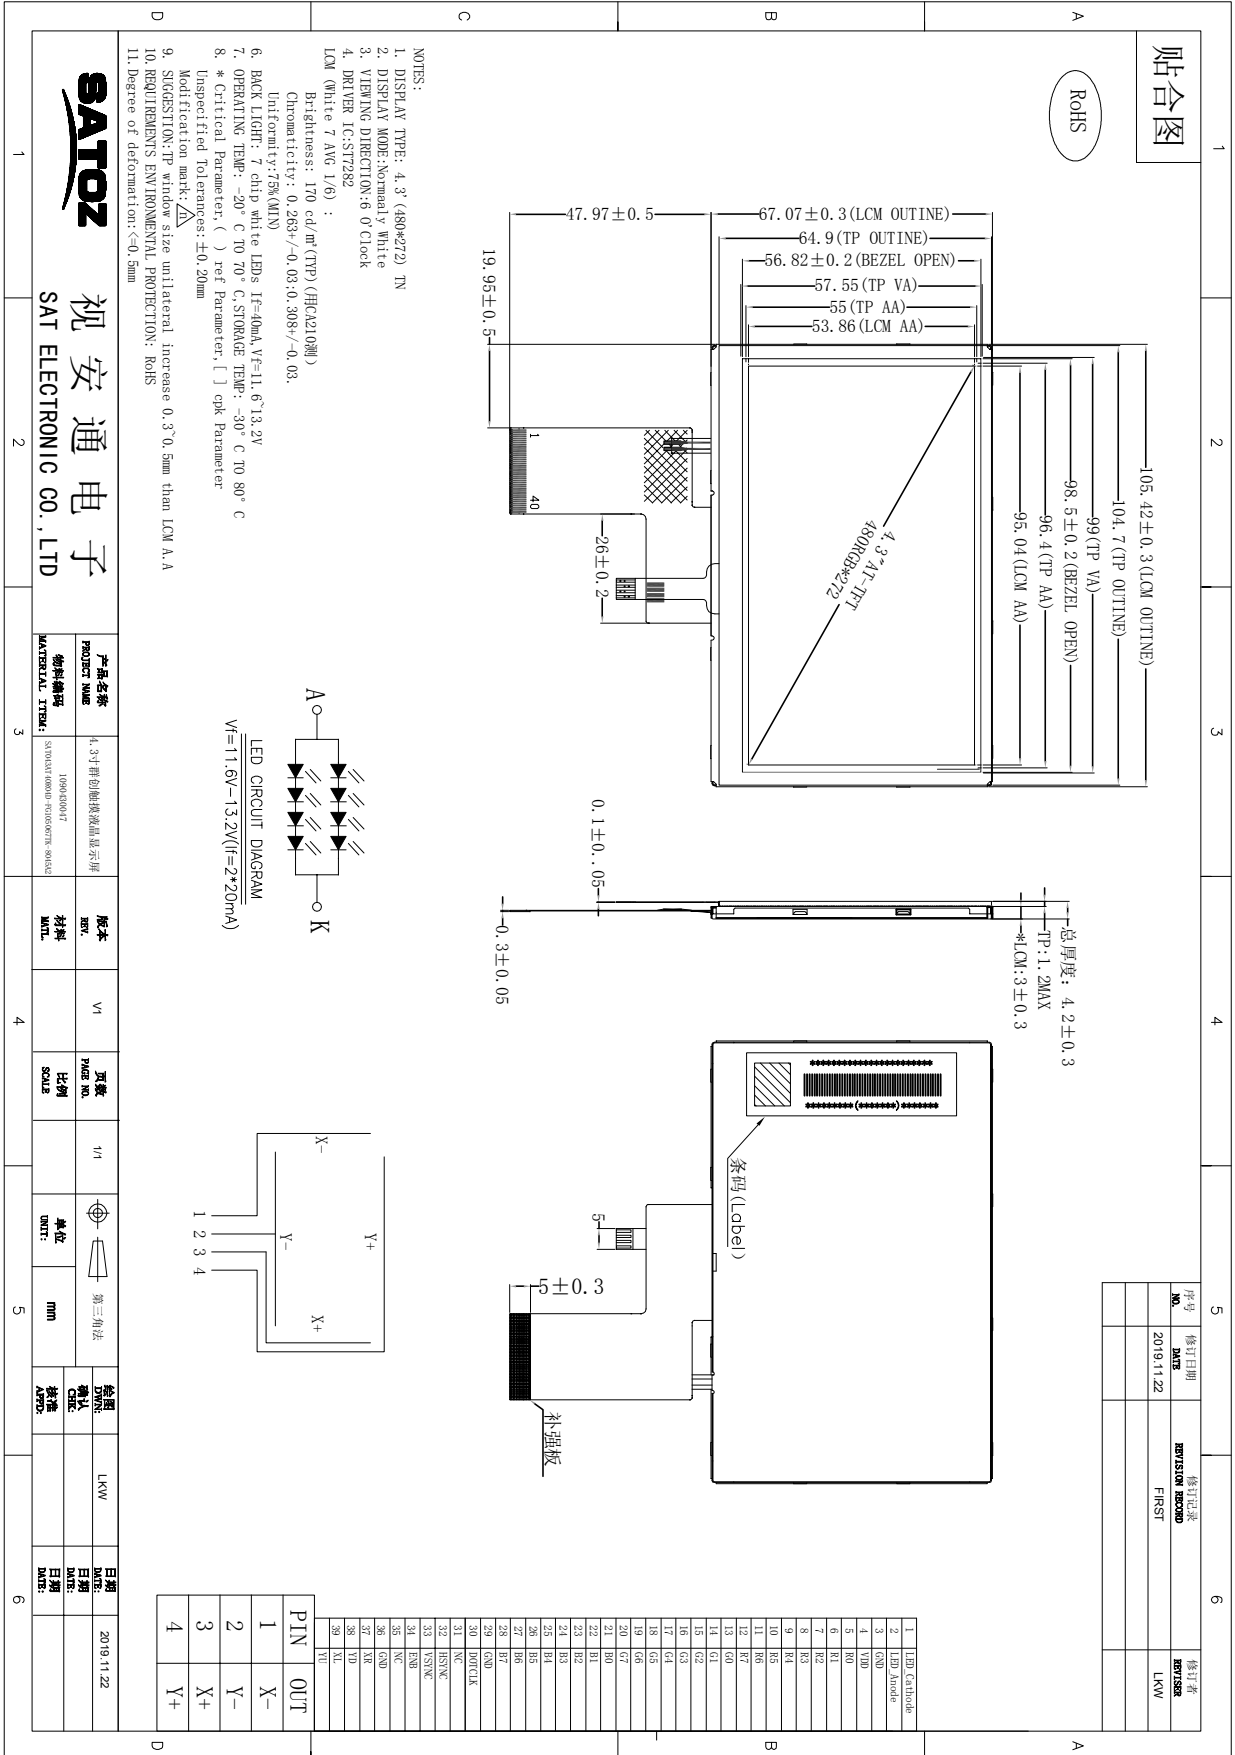 贴合图
RoHS
1
2
3
4
5
6
A
B
C
D
序号
NO.
修订日期
DATE
修订记录
REVISION RECORD
修订者
REVISER
2019.11.22
FIRST
LKW
105.42±0.3(LCM OUTINE)
104.7(TP OUTINE)
99(TP VA)
98.5±0.2(BEZEL OPEN)
96.4(TP AA)
95.04(LCM AA)
67.07±0.3(LCM OUTINE)
64.9(TP OUTINE)
56.82±0.2(BEZEL OPEN)
57.55(TP VA)
55(TP AA)
53.86(LCM AA)
47.97±0.5
19.95±0.5
4.3"AT-TFT
480RGB*272
1
40
26±0.2
总厚度: 4.2±0.3
TP:1.2MAX
*LCM:3±0.3
0.1±0..05
0.3±0.05
条码(Label)
5
5±0.3
补强板
NOTES:
1. DISPLAY TYPE: 4.3'(480*272) TN
2. DISPLAY MODE:Normaaly White
3. VIEWING DIRECTION:6 O'Clock
4. DRIVER IC:ST7282
LCM (White 7 AVG 1/6) :
Brightness: 170 cd/m²(TYP)(用CA210测)
Chromaticity: 0.263+/-0.03;0.308+/-0.03.
Uniformity:75%(MIN)
6. BACK LIGHT: 7 chip white LEDs If=40mA,Vf=11.6~13.2V
7. OPERATING TEMP: -20° C TO 70° C,STORAGE TEMP: -30° C TO 80° C
8. * Critical Parameter,( ) ref Parameter,[ ] cpk Parameter
Unspecified Tolerances:±0.20mm
Modification mark:
9. SUGGESTION:TP window size unilateral increase 0.3~0.5mm than LCM A.A
10.REQUIREMENTS ENVIRONMENTAL PROTECTION: RoHS
11.Degree of deformation:<=0.5mm
A
K
LED CIRCUIT DIAGRAM
Vf=11.6V-13.2V(If=2*20mA)
X-
Y+
Y-
X+
1 2 3 4
1 LED_Cathode
2 LED_Anode
3 GND
4 VDD
5 R0
6 R1
7 R2
8 R3
9 R4
10 R5
11 R6
12 R7
13 G0
14 G1
15 G2
16 G3
17 G4
18 G5
19 G6
20 G7
21 B0
22 B1
23 B2
24 B3
25 B4
26 B5
27 B6
28 B7
29 GND
30 DOTCLK
31 NC
32 HSYNC
33 VSYNC
34 ENB
35 NC
36 GND
37 XR
38 YD
39 XL
YU
PIN OUT
1 X-
2 Y-
3 X+
4 Y+
SATOZ
视安通电子
SAT ELECTRONIC CO.,LTD
产品名称
PROJECT NAME
4.3寸群创触摸液晶显示屏
物料编码
MATERIAL ITEM:
1090430047
版本
REV.
V1
页数
PAGE NO.
1/1
第三角法
材料
MATL.
比例
SCALE
单位
UNIT:
mm
绘图
DWN:
LKW
日期
DATE:
2019.11.22
确认
CHK:
日期
DATE:
核准
APPD:
日期
DATE:
1
2
3
4
5
6
A
B
C
D